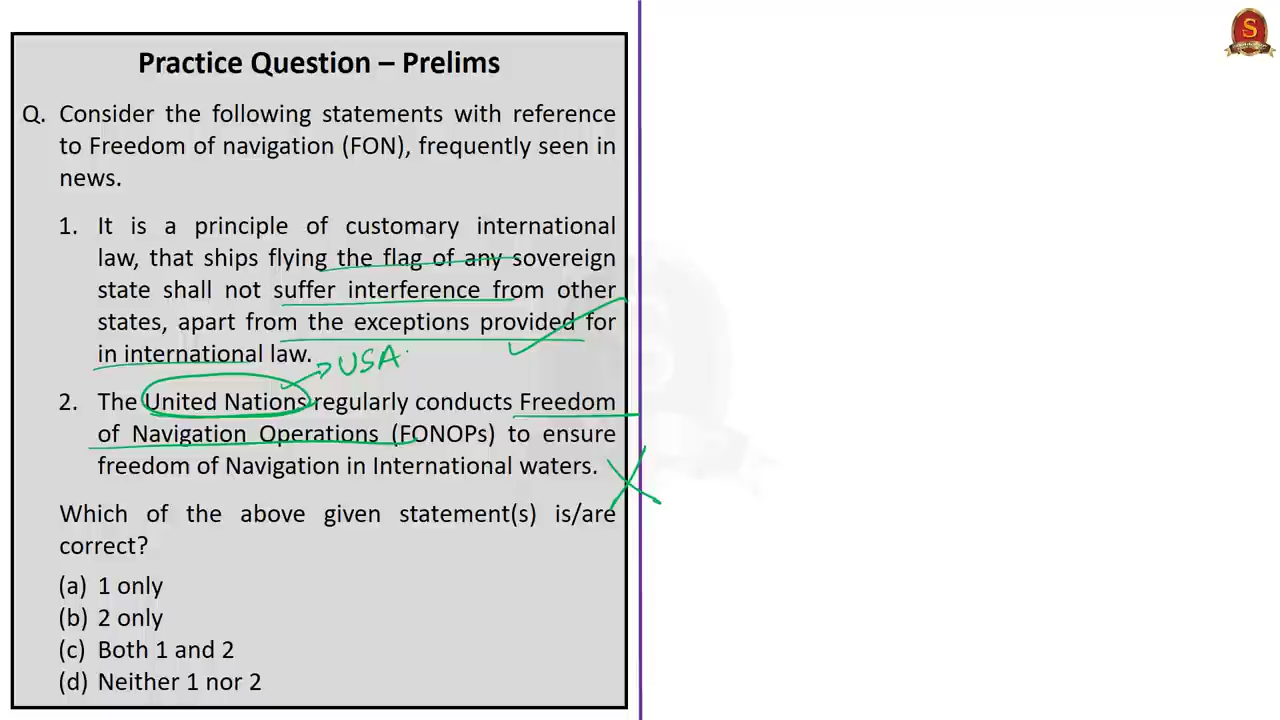 Practice Question – Prelims
Q. Consider the following statements with reference
to Freedom of navigation (FON), frequently seen in
news.
1. It is a principle of customary international
law, that ships flying the flag of any sovereign
state shall not suffer interference from other
states, apart from the exceptions provided for
in international law.
USA
2. The United Nations regularly conducts Freedom
of Navigation Operations (FONOPs) to ensure
freedom of Navigation in International waters.
Which of the above given statement(s) is/are
correct?
(a) 1 only
(b) 2 only
(c) Both 1 and 2
(d) Neither 1 nor 2
S